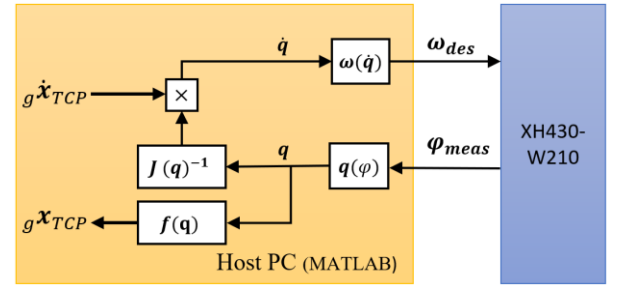 q̇
ω(q̇)
ω_des
gẋ_TCP
×
XH430-
W210
J (q)⁻¹
q
q(φ)
φ_meas
gx_TCP
f(q)
Host PC (MATLAB)